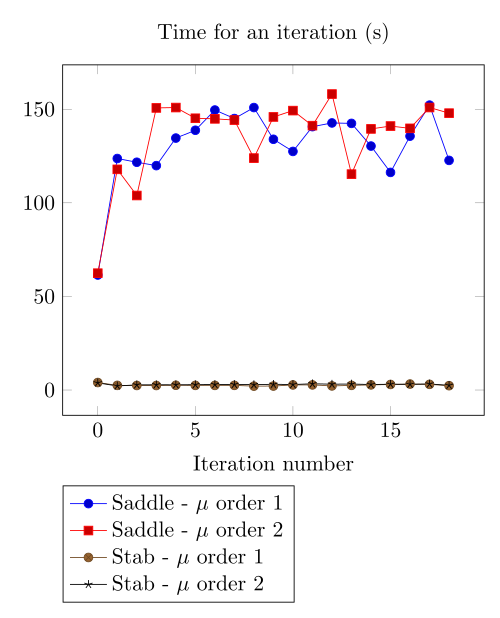 Time for an iteration (s)
150
100
50
0
0 5 10 15
Iteration number
Saddle - μ order 1
Saddle - μ order 2
Stab - μ order 1
Stab - μ order 2